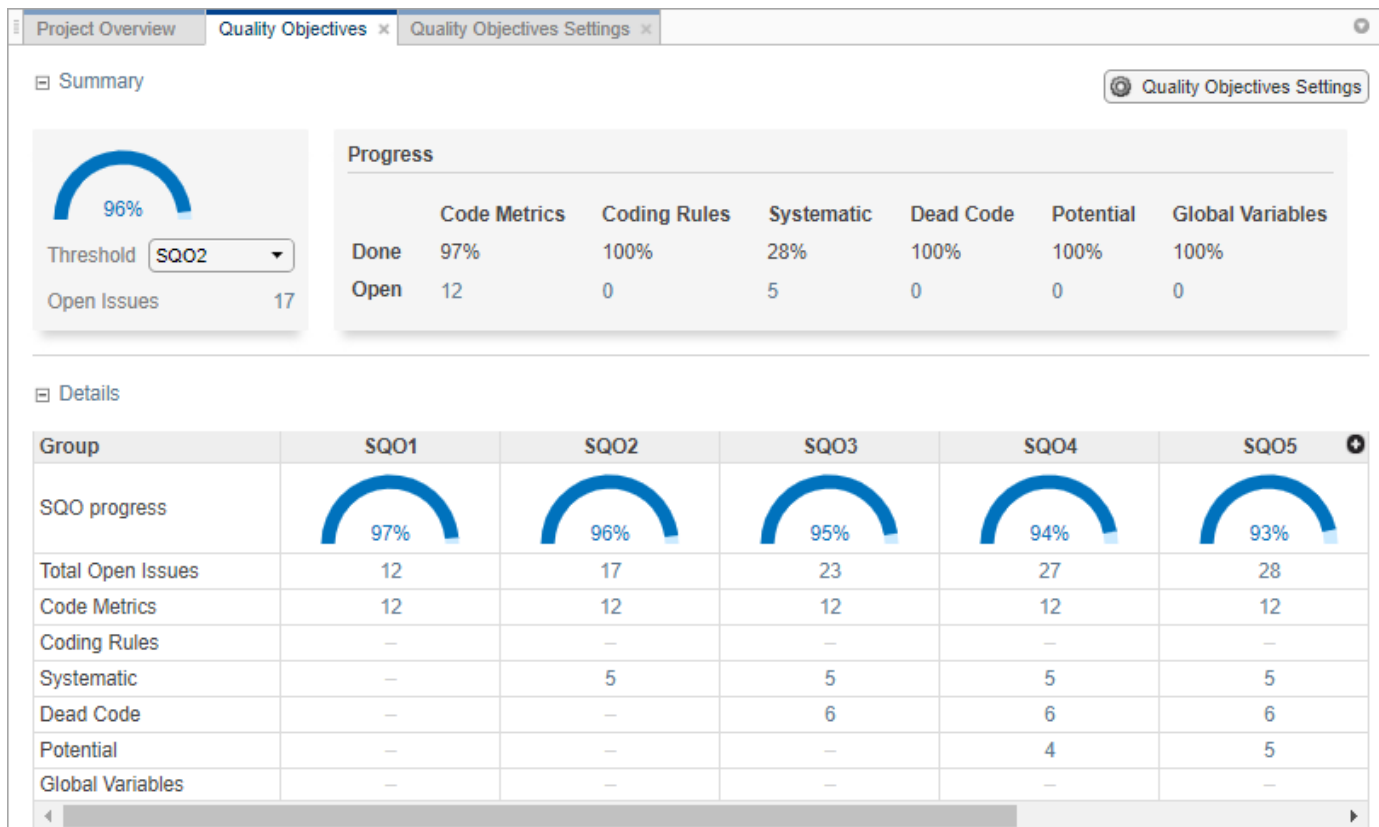 Project Overview Quality Objectives × Quality Objectives Settings ×
Summary
Quality Objectives Settings
96%
Threshold SQO2
Open Issues 17
Progress
Code Metrics Coding Rules Systematic Dead Code Potential Global Variables
Done 97% 100% 28% 100% 100% 100%
Open 12 0 5 0 0 0
Details
Group SQO1 SQO2 SQO3 SQO4 SQO5
SQO progress 97% 96% 95% 94% 93%
Total Open Issues 12 17 23 27 28
Code Metrics 12 12 12 12 12
Coding Rules – – – – –
Systematic – 5 5 5 5
Dead Code – – 6 6 6
Potential – – – 4 5
Global Variables – – – – –